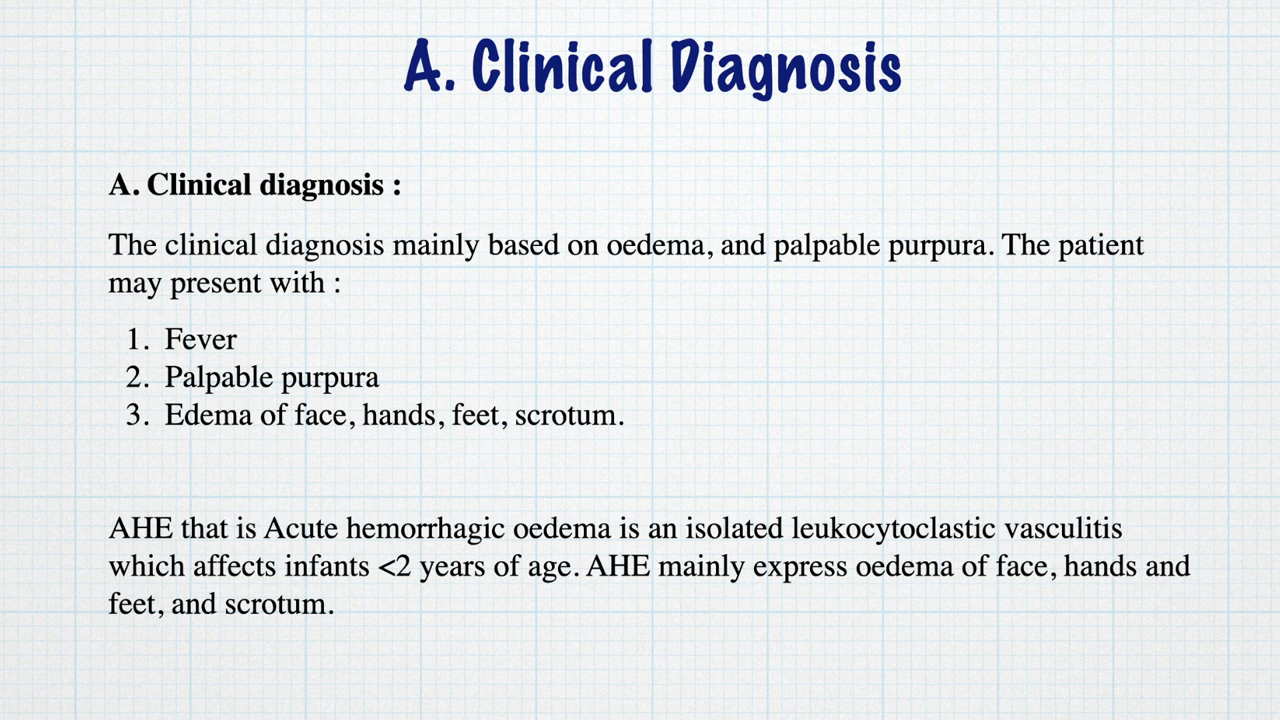 A. Clinical Diagnosis
A. Clinical diagnosis :
The clinical diagnosis mainly based on oedema, and palpable purpura. The patient
may present with :
1. Fever
2. Palpable purpura
3. Edema of face, hands, feet, scrotum.
AHE that is Acute hemorrhagic oedema is an isolated leukocytoclastic vasculitis
which affects infants <2 years of age. AHE mainly express oedema of face, hands and
feet, and scrotum.